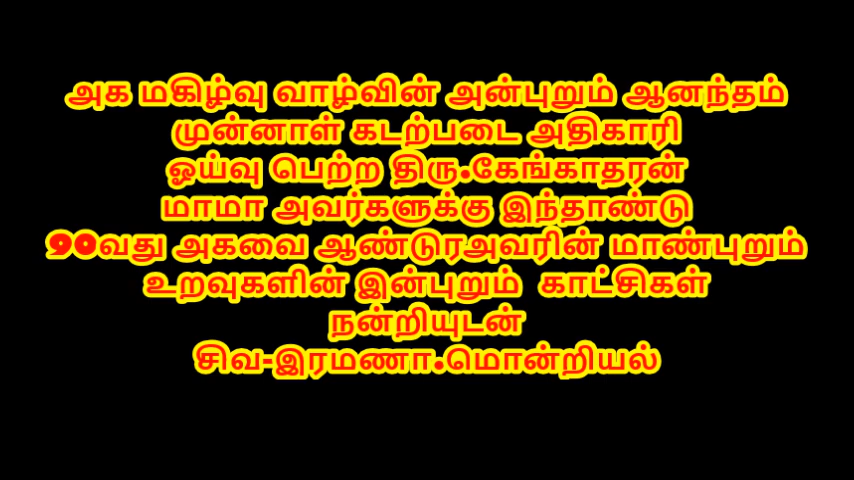 அக மகிழ்வு வாழ்வின் அன்புறும் ஆனந்தம்
முன்னாள் கடற்படை அதிகாரி
ஓய்வு பெற்ற திரு.கேங்காதரன்
மாமா அவர்களுக்கு இந்தாண்டு
90வது அகவை ஆண்டுரஅவரின் மாண்புறும்
உறவுகளின் இன்புறும் காட்சிகள்
நன்றியுடன்
சிவ-இரமணா.மொன்றியல்